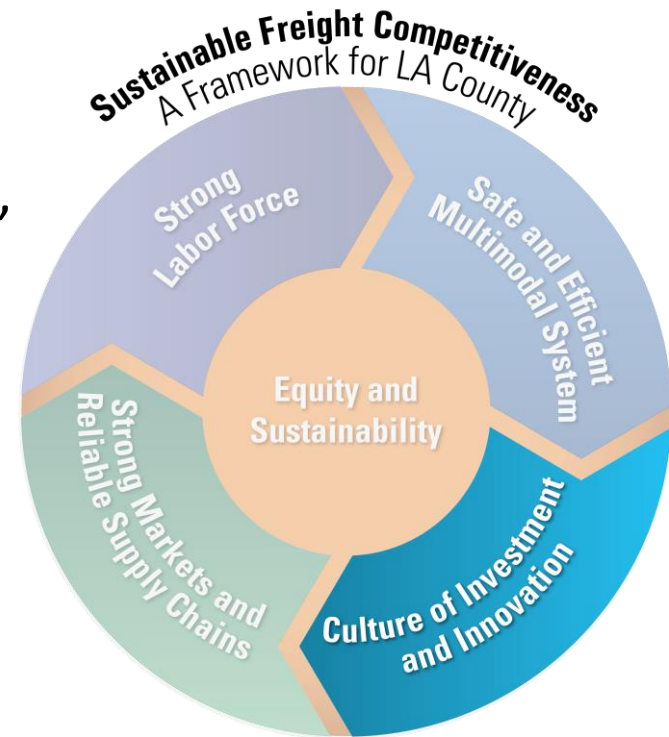 Sustainable Freight Competitiveness
A Framework for LA County
,
Strong
Labor Force
Safe and Efficient
Multimodal System
Equity and
Sustainability
Strong Markets and
Reliable Supply Chains
Culture of Investment
and Innovation